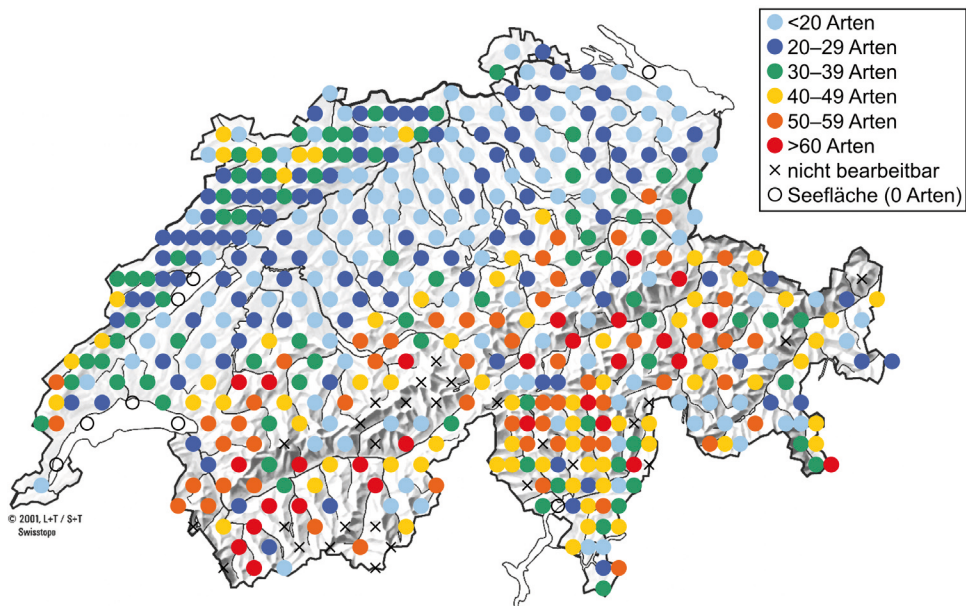 <20 Arten
20–29 Arten
30–39 Arten
40–49 Arten
50–59 Arten
>60 Arten
nicht bearbeitbar
Seefläche (0 Arten)
© 2001, L+T / S+T
Swisstopo